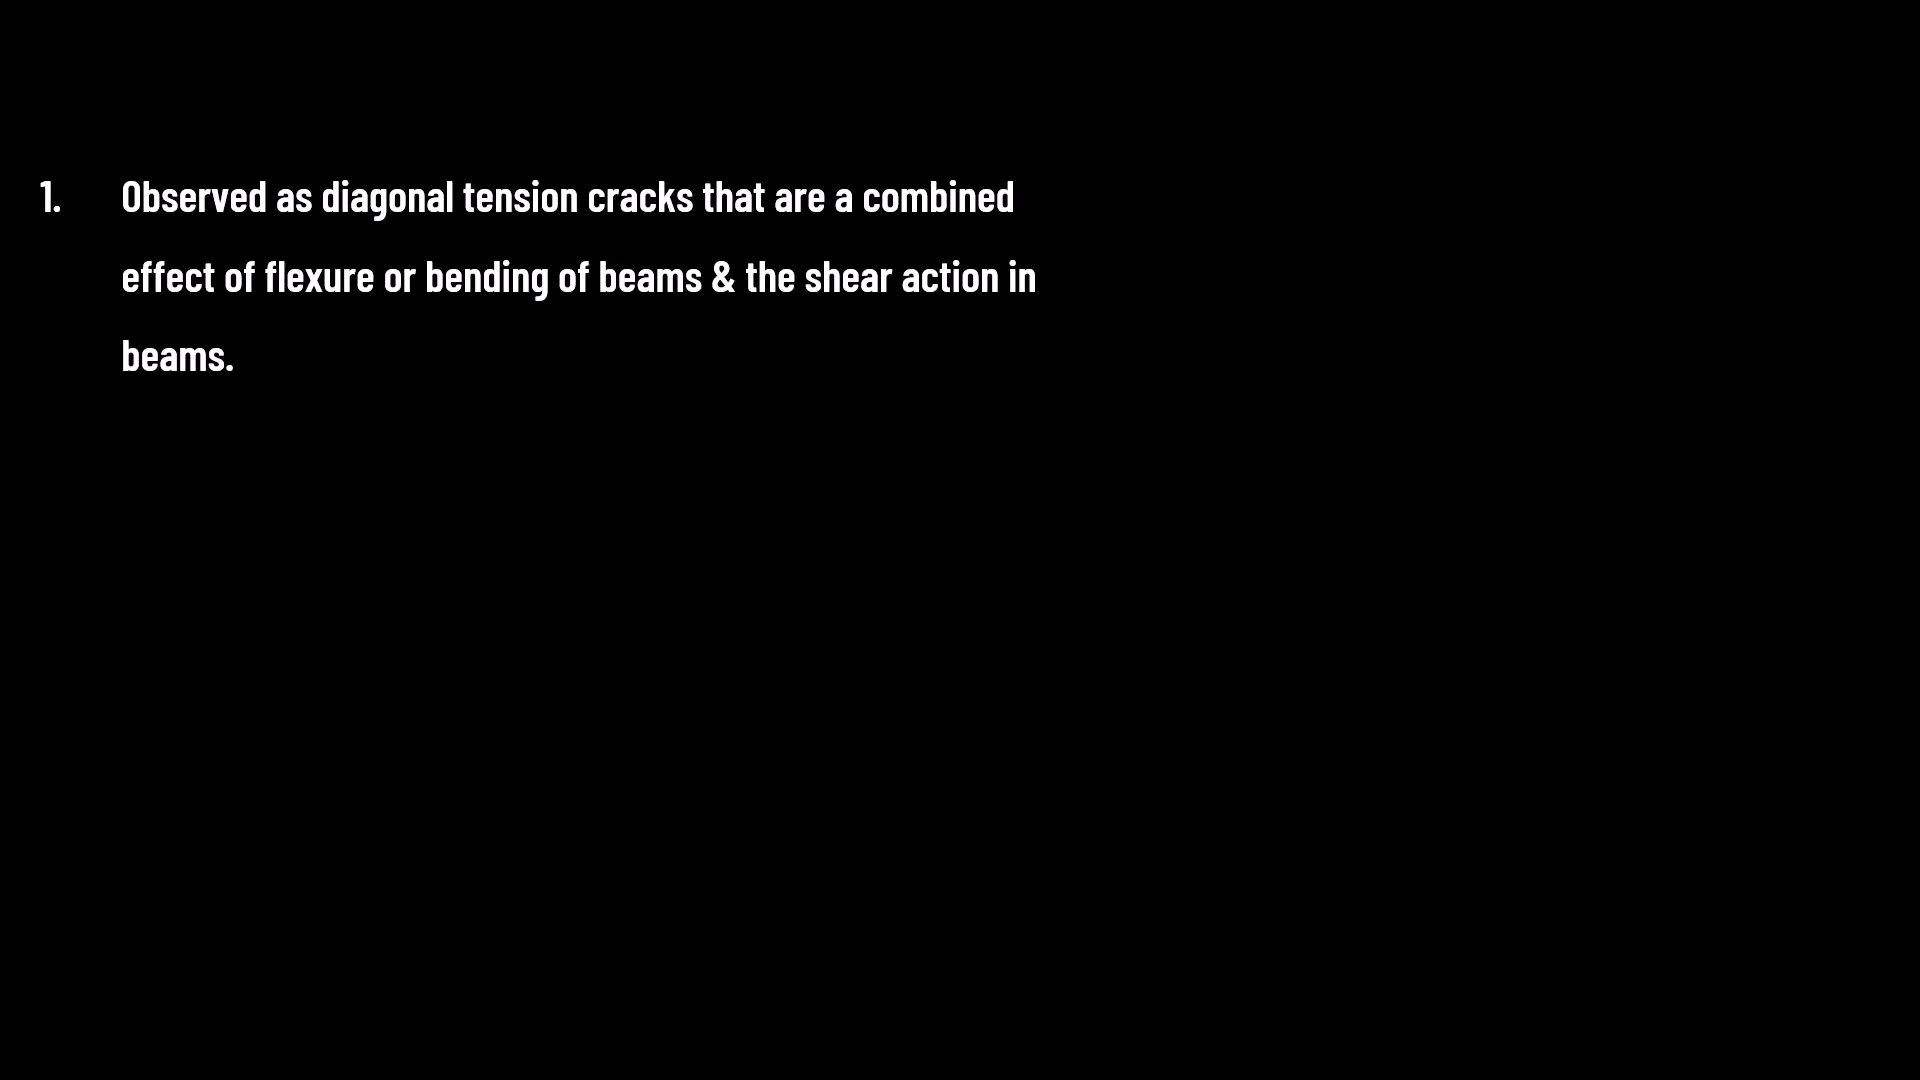 1. Observed as diagonal tension cracks that are a combined
effect of flexure or bending of beams & the shear action in
beams.